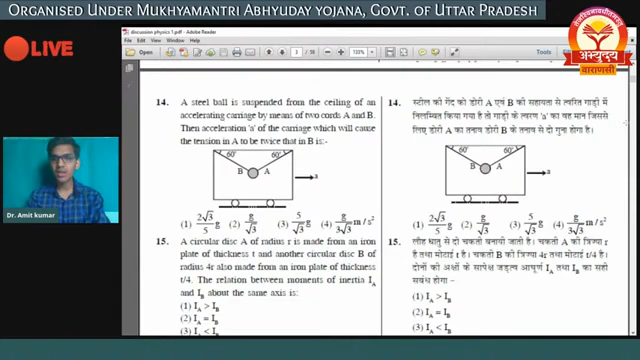 ORGANISED UNDER MUKHYAMANTRI ABHYUDAY YOJANA, GOVT. OF UTTAR PRADESH
LIVE
अभ्युदय
वाराणसी
discussion physics 1.pdf - Adobe Reader
File Edit View Window Help
3 / 18
133%
Tools Sign Comment
14. A steel ball is suspended from the ceiling of an
accelerating carriage by means of two cords A and B.
Then acceleration 'a' of the carriage which will cause
the tension in A to be twice that in B is:
60° 60°
B A
a
(1) 2√3/5 g (2) g/√3 (3) 5/√3 g (4) g/3√3 m/s²
15. A circular disc A of radius r is made from an iron
plate of thickness t and another circular disc B of
radius 4r also made from an iron plate of thickness
t/4. The relation between moments of inertia I_A
and I_B about the same axis is:
(1) I_A > I_B
(2) I_A = I_B
(3) I_A < I_B
14. स्टील की गेंद को डोरी A एवं B की सहायता से त्वरित गाड़ी में
निलम्बित किया गया है तो गाड़ी के त्वरण 'a' का वह मान जिससे
लिए डोरी A का तनाव डोरी B के तनाव से दो गुना होगा है।
60° 60°
B A
a
(1) 2√3/5 g (2) g/√3 (3) 5/√3 g (4) g/3√3 m/s²
15. लौह धातु से दो चकती बनायी जाती है। चकती A की त्रिज्या r
है तथा मोटाई t है। चकती B की त्रिज्या 4r तथा मोटाई t/4 है।
दोनों की अक्षों के सापेक्ष जड़त्व आघूर्ण I_A तथा I_B का सही
सबंध होगा -
(1) I_A > I_B
(2) I_A = I_B
(3) I_A < I_B
Dr. Amit kumar